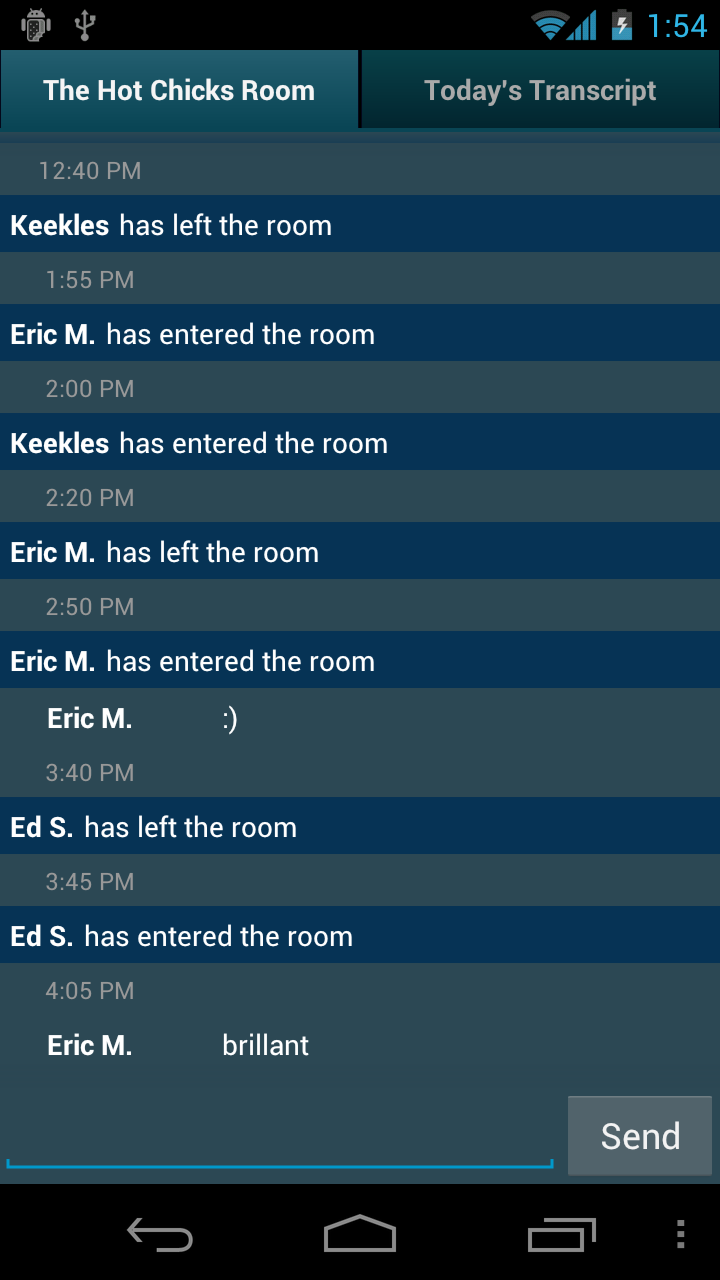 1:54
The Hot Chicks Room
Today's Transcript
12:40 PM
Keekles has left the room
1:55 PM
Eric M. has entered the room
2:00 PM
Keekles has entered the room
2:20 PM
Eric M. has left the room
2:50 PM
Eric M. has entered the room
Eric M. :)
3:40 PM
Ed S. has left the room
3:45 PM
Ed S. has entered the room
4:05 PM
Eric M. brillant
Send